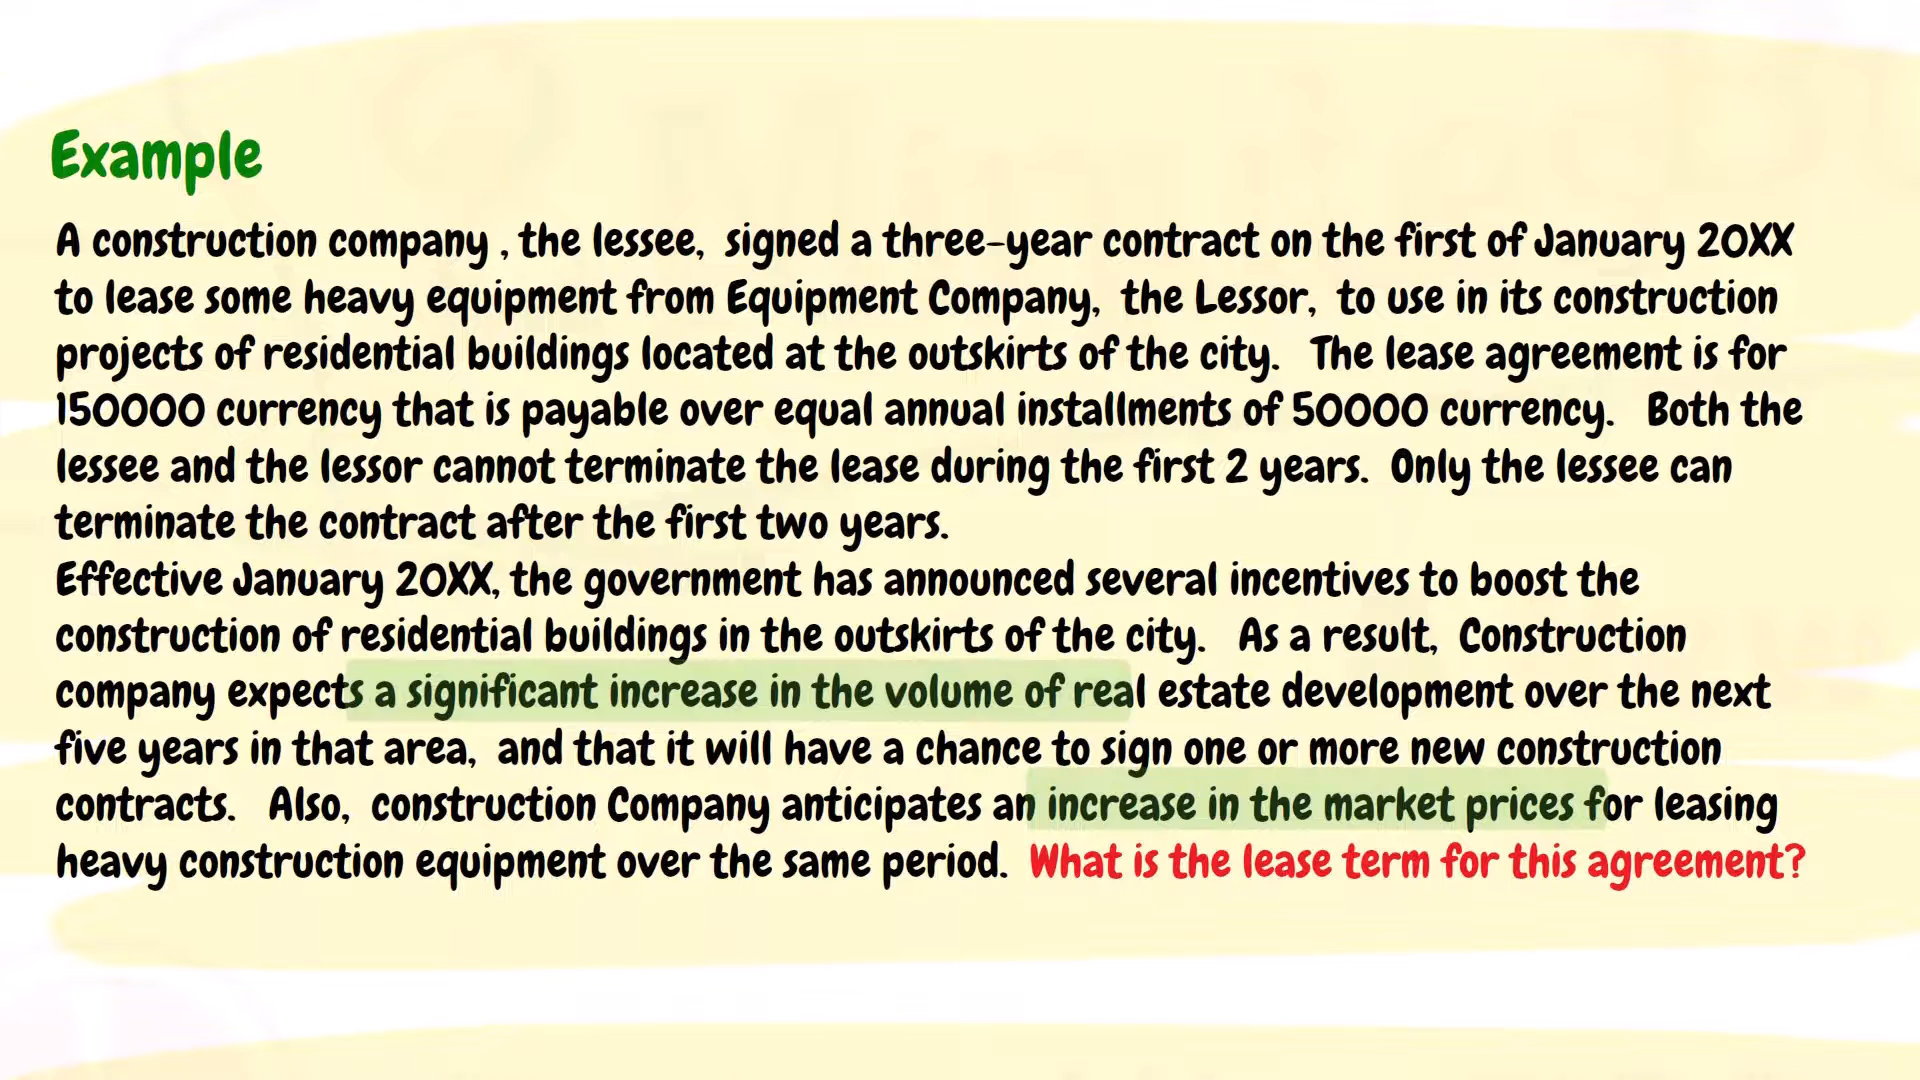 Example
A construction company , the lessee, signed a three-year contract on the first of January 20XX
to lease some heavy equipment from Equipment Company, the Lessor, to use in its construction
projects of residential buildings located at the outskirts of the city. The lease agreement is for
150000 currency that is payable over equal annual installments of 50000 currency. Both the
lessee and the lessor cannot terminate the lease during the first 2 years. Only the lessee can
terminate the contract after the first two years.
Effective January 20XX, the government has announced several incentives to boost the
construction of residential buildings in the outskirts of the city. As a result, Construction
company expects a significant increase in the volume of real estate development over the next
five years in that area, and that it will have a chance to sign one or more new construction
contracts. Also, construction Company anticipates an increase in the market prices for leasing
heavy construction equipment over the same period. What is the lease term for this agreement?